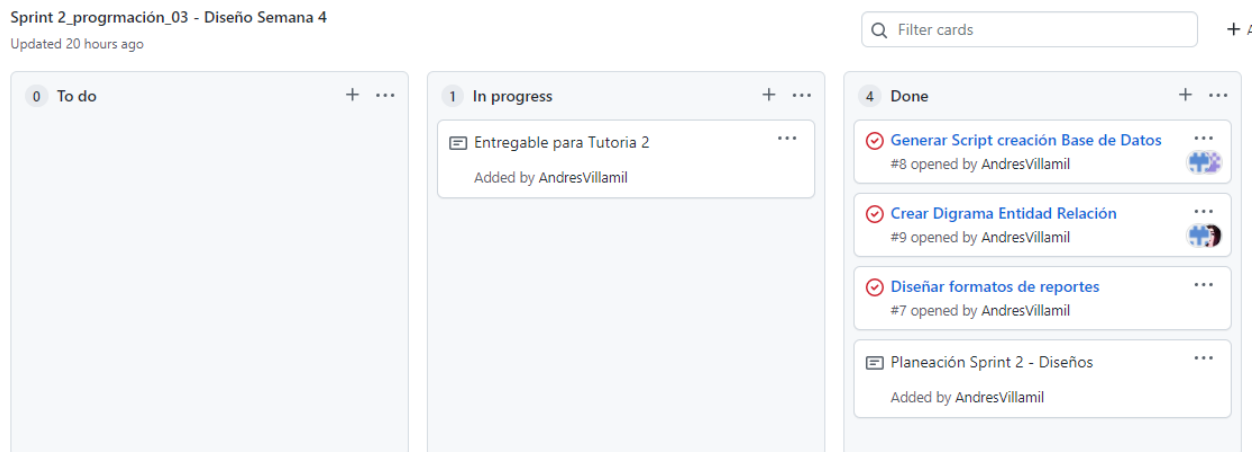 Sprint 2_progrmación_03 - Diseño Semana 4
Updated 20 hours ago
Filter cards
0 To do
1 In progress
Entregable para Tutoria 2
Added by AndresVillamil
4 Done
Generar Script creación Base de Datos
#8 opened by AndresVillamil
Crear Digrama Entidad Relación
#9 opened by AndresVillamil
Diseñar formatos de reportes
#7 opened by AndresVillamil
Planeación Sprint 2 - Diseños
Added by AndresVillamil